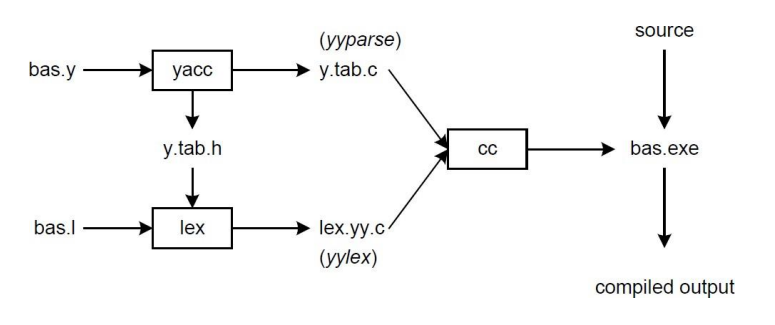 source
(yyparse)
bas.y
yacc
y.tab.c
y.tab.h
cc
bas.exe
bas.l
lex
lex.yy.c
(yylex)
compiled output